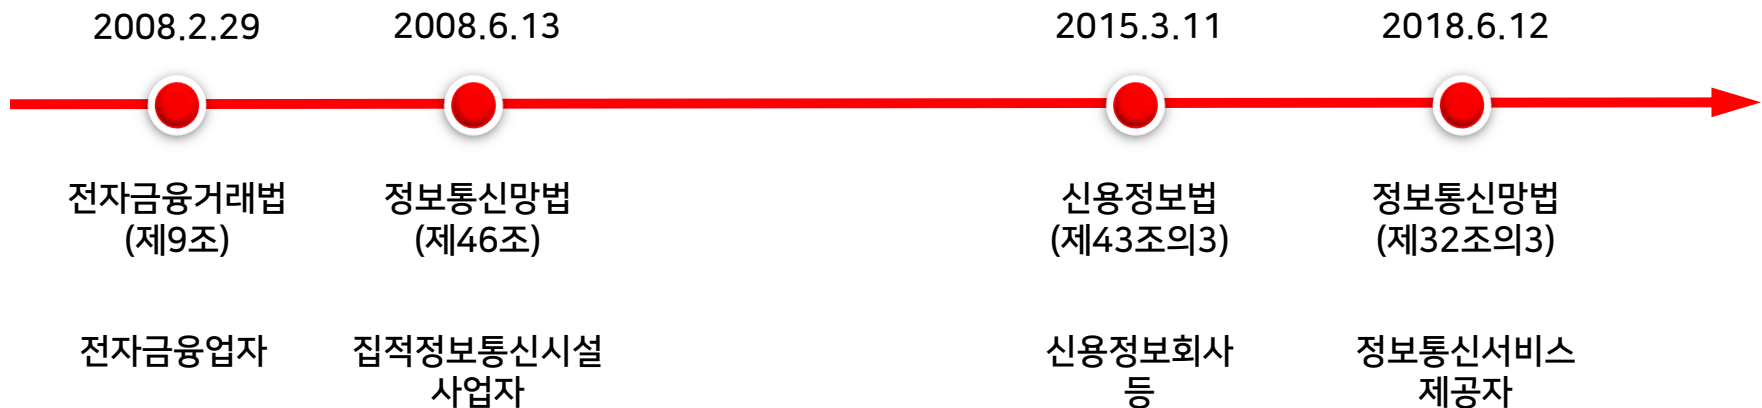 2008.2.29
2008.6.13
2015.3.11
2018.6.12
전자금융거래법
(제9조)
정보통신망법
(제46조)
신용정보법
(제43조의3)
정보통신망법
(제32조의3)
전자금융업자
집적정보통신시설
사업자
신용정보회사
등
정보통신서비스
제공자